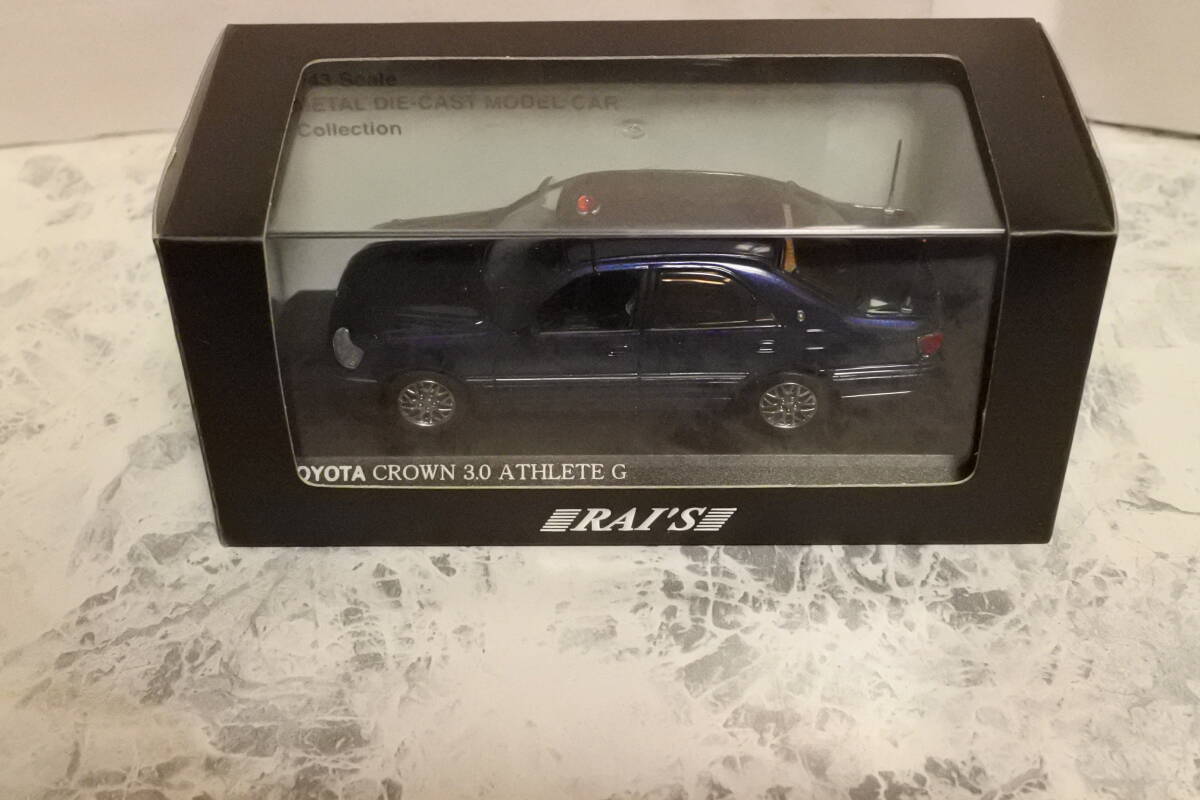 43 Scale
ETAL DIE-CAST MODEL CAR
Collection
OYOTA CROWN 3.0 ATHLETE G
RAI'S